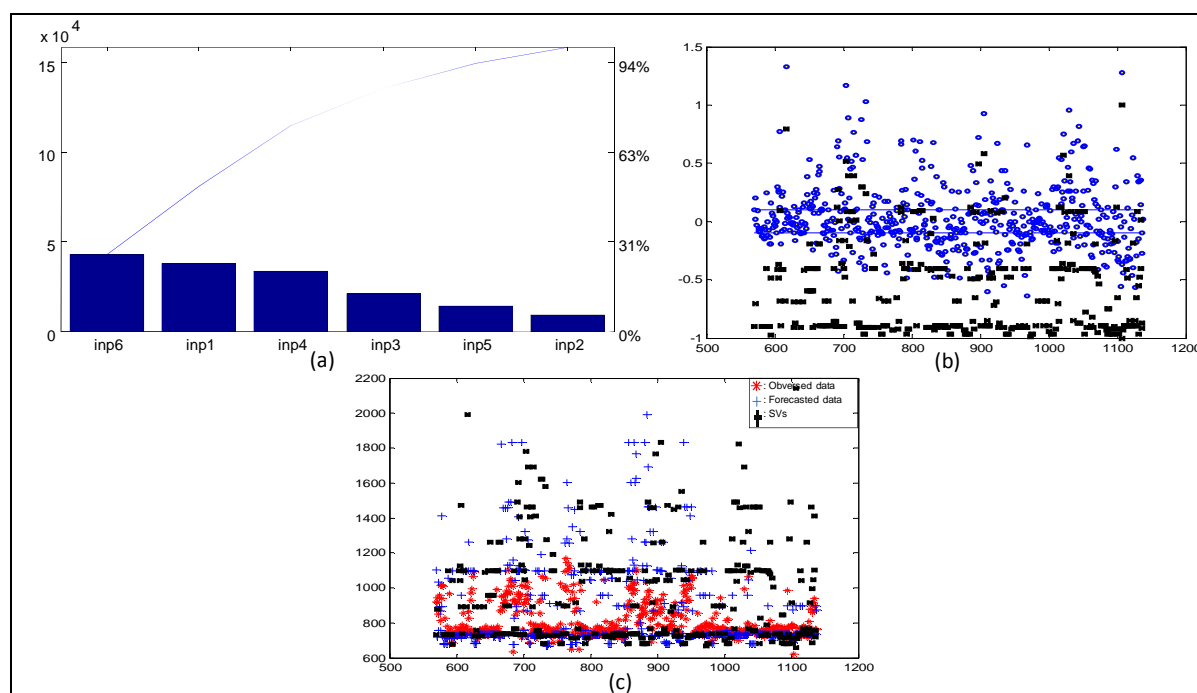 x 10⁴
15
10
5
0
94%
63%
31%
0%
inp6 inp1 inp4 inp3 inp5 inp2
(a)
1.5
1
0.5
0
-0.5
-1
500 600 700 800 900 1000 1100 1200
(b)
2200
2000
1800
1600
1400
1200
1000
800
600
500 600 700 800 900 1000 1100 1200
: Obversed data
: Forecasted data
: SVs
(c)